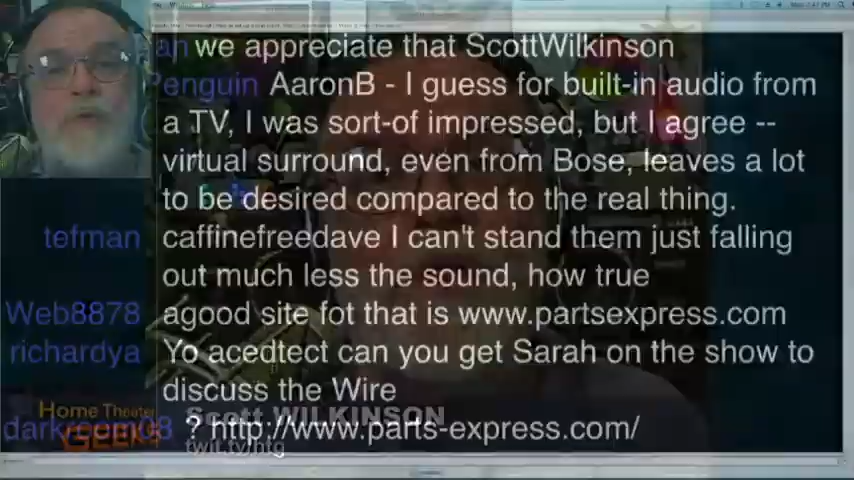 we appreciate that ScottWilkinson
Penguin AaronB - I guess for built-in audio from
a TV, I was sort-of impressed, but I agree --
virtual surround, even from Bose, leaves a lot
to be desired compared to the real thing.
tefman caffinefreedave I can't stand them just falling
out much less the sound, how true
Web8878 agood site fot that is www.partsexpress.com
richardya Yo acedtect can you get Sarah on the show to
discuss the Wire
Home Theater
GEEKS
Scott WILKINSON
darkroom08 ? http://www.parts-express.com/
twit.tv/htg